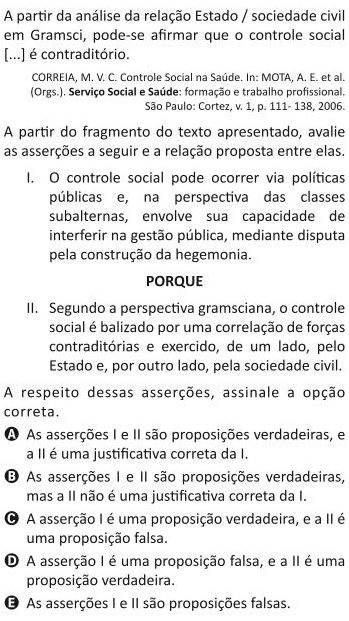 A partir da análise da relação Estado / sociedade civil
em Gramsci, pode-se afirmar que o controle social
[...] é contraditório.
CORREIA, M. V. C. Controle Social na Saúde. In: MOTA, A. E. et al.
(Orgs.). Serviço Social e Saúde: formação e trabalho profissional.
São Paulo: Cortez, v. 1, p. 111- 138, 2006.
A partir do fragmento do texto apresentado, avalie
as asserções a seguir e a relação proposta entre elas.
I. O controle social pode ocorrer via políticas
públicas e, na perspectiva das classes
subalternas, envolve sua capacidade de
interferir na gestão pública, mediante disputa
pela construção da hegemonia.
PORQUE
II. Segundo a perspectiva gramsciana, o controle
social é balizado por uma correlação de forças
contraditórias e exercido, de um lado, pelo
Estado e, por outro lado, pela sociedade civil.
A respeito dessas asserções, assinale a opção
correta.
A As asserções I e II são proposições verdadeiras, e
a II é uma justificativa correta da I.
B As asserções I e II são proposições verdadeiras,
mas a II não é uma justificativa correta da I.
C A asserção I é uma proposição verdadeira, e a II é
uma proposição falsa.
D A asserção I é uma proposição falsa, e a II é uma
proposição verdadeira.
E As asserções I e II são proposições falsas.